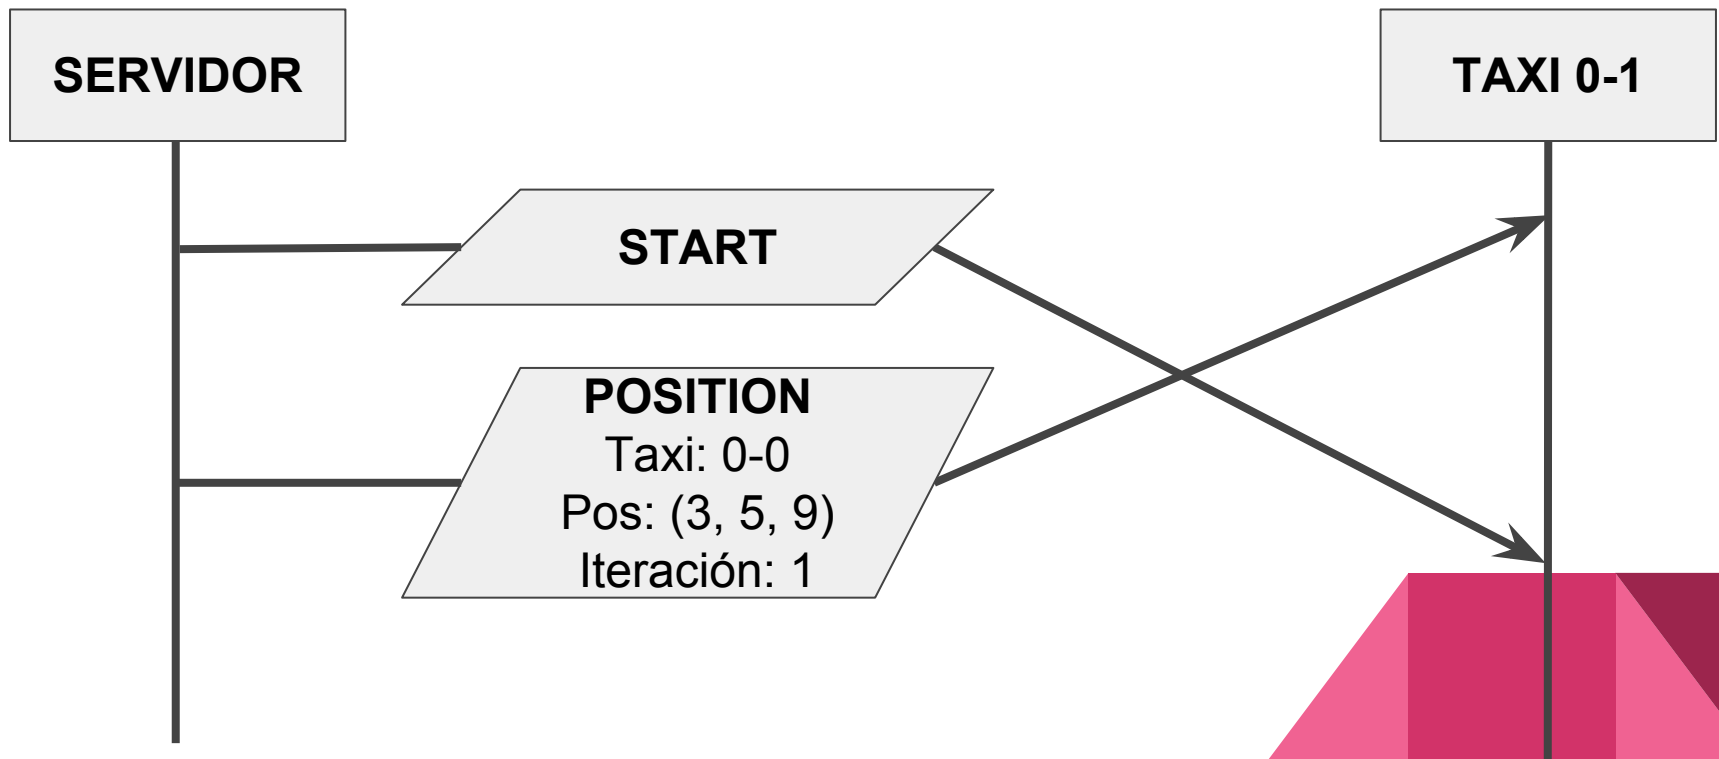 SERVIDOR
TAXI 0-1
START
POSITION
Taxi: 0-0
Pos: (3, 5, 9)
Iteración: 1